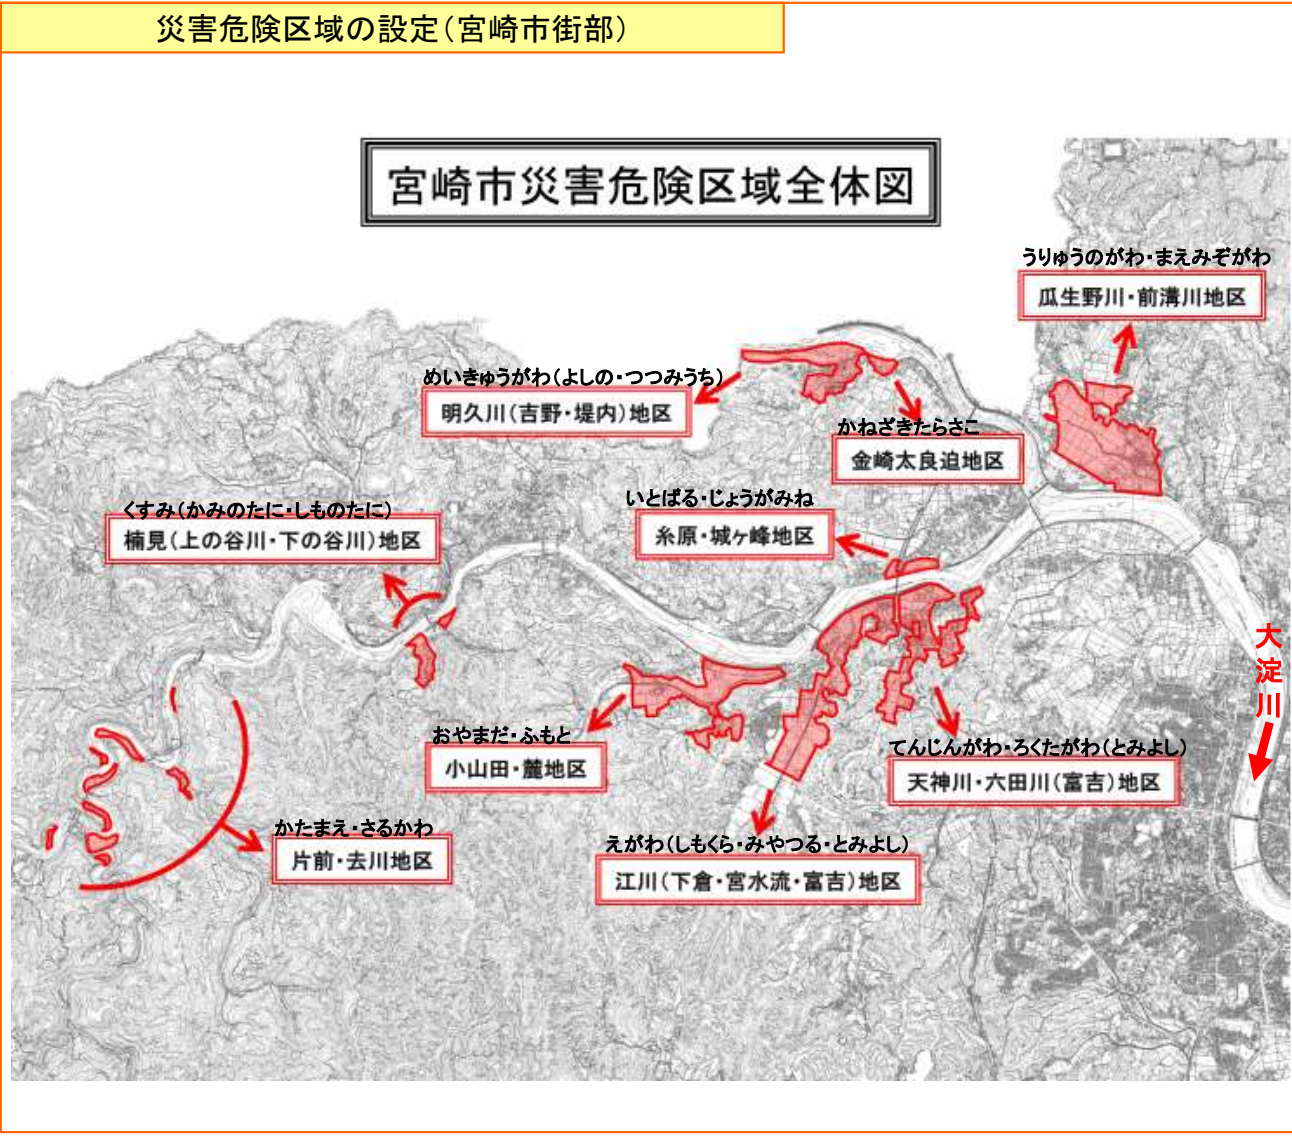 災害危険区域の設定(宮崎市街部)
宮崎市災害危険区域全体図
うりゅうのがわ・まえみぞがわ
瓜生野川・前溝川地区
めいきゅうがわ(よしの・つつみうち)
明久川(吉野・堤内)地区
かねざきたらさこ
金崎太良迫地区
くすみ(かみのたに・しものたに)
楠見(上の谷川・下の谷川)地区
いとばる・じょうがみね
糸原・城ヶ峰地区
大淀川
おやまだ・ふもと
小山田・麓地区
てんじんがわ・ろくたがわ(とみよし)
天神川・六田川(富吉)地区
かたまえ・さるかわ
片前・去川地区
えがわ(しもくら・みやつる・とみよし)
江川(下倉・宮水流・富吉)地区